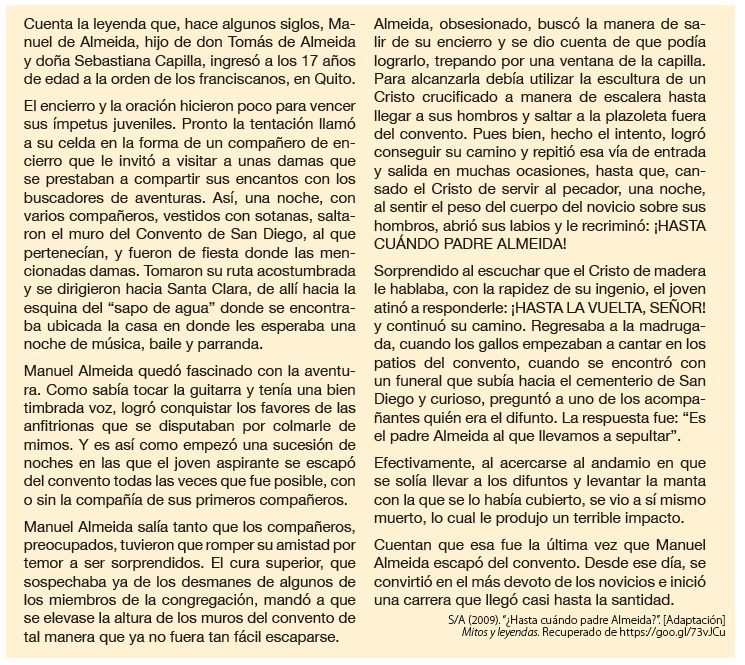 Cuenta la leyenda que, hace algunos siglos, Ma-
nuel de Almeida, hijo de don Tomás de Almeida
y doña Sebastiana Capilla, ingresó a los 17 años
de edad a la orden de los franciscanos, en Quito.
El encierro y la oración hicieron poco para vencer
sus ímpetus juveniles. Pronto la tentación llamó
a su celda en la forma de un compañero de en-
cierro que le invitó a visitar a unas damas que
se prestaban a compartir sus encantos con los
buscadores de aventuras. Así, una noche, con
varios compañeros, vestidos con sotanas, salta-
ron el muro del Convento de San Diego, al que
pertenecían, y fueron de fiesta donde las men-
cionadas damas. Tomaron su ruta acostumbrada
y se dirigieron hacia Santa Clara, de allí hacia la
esquina del “sapo de agua” donde se encontra-
ba ubicada la casa en donde les esperaba una
noche de música, baile y parranda.
Manuel Almeida quedó fascinado con la aventu-
ra. Como sabía tocar la guitarra y tenía una bien
timbrada voz, logró conquistar los favores de las
anfitrionas que se disputaban por colmarle de
mimos. Y es así como empezó una sucesión de
noches en las que el joven aspirante se escapó
del convento todas las veces que fue posible, con
o sin la compañía de sus primeros compañeros.
Manuel Almeida salía tanto que los compañeros,
preocupados, tuvieron que romper su amistad por
temor a ser sorprendidos. El cura superior, que
sospechaba ya de los desmanes de algunos de
los miembros de la congregación, mandó a que
se elevase la altura de los muros del convento de
tal manera que ya no fuera tan fácil escaparse.
Almeida, obsesionado, buscó la manera de sa-
lir de su encierro y se dio cuenta de que podía
lograrlo, trepando por una ventana de la capilla.
Para alcanzarla debía utilizar la escultura de un
Cristo crucificado a manera de escalera hasta
llegar a sus hombros y saltar a la plazoleta fuera
del convento. Pues bien, hecho el intento, logró
conseguir su camino y repitió esa vía de entrada
y salida en muchas ocasiones, hasta que, can-
sado el Cristo de servir al pecador, una noche,
al sentir el peso del cuerpo del novicio sobre sus
hombros, abrió sus labios y le recriminó: ¡HASTA
CUÁNDO PADRE ALMEIDA!
Sorprendido al escuchar que el Cristo de madera
le hablaba, con la rapidez de su ingenio, el joven
atinó a responderle: ¡HASTA LA VUELTA, SEÑOR!
y continuó su camino. Regresaba a la madruga-
da, cuando los gallos empezaban a cantar en los
patios del convento, cuando se encontró con
un funeral que subía hacia el cementerio de San
Diego y curioso, preguntó a uno de los acompa-
ñantes quién era el difunto. La respuesta fue: “Es
el padre Almeida al que llevamos a sepultar”.
Efectivamente, al acercarse al andamio en que
se solía llevar a los difuntos y levantar la manta
con la que se lo había cubierto, se vio a sí mismo
muerto, lo cual le produjo un terrible impacto.
Cuentan que esa fue la última vez que Manuel
Almeida escapó del convento. Desde ese día, se
convirtió en el más devoto de los novicios e inició
una carrera que llegó casi hasta la santidad.
S/A (2009). “¿Hasta cuándo padre Almeida?”. [Adaptación]
Mitos y leyendas. Recuperado de https://goo.gl/73vJCu